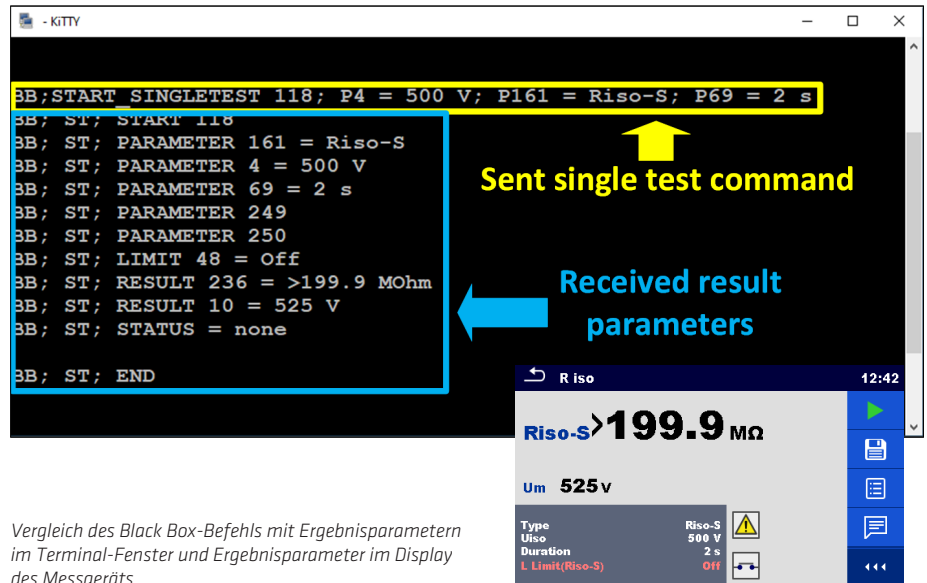 - KiTTY
BB;START_SINGLETEST 118; P4 = 500 V; P161 = Riso-S; P69 = 2 s
BB; ST; START 118
BB; ST; PARAMETER 161 = Riso-S
BB; ST; PARAMETER 4 = 500 V
BB; ST; PARAMETER 69 = 2 s
BB; ST; PARAMETER 249
BB; ST; PARAMETER 250
BB; ST; LIMIT 48 = Off
BB; ST; RESULT 236 = >199.9 MOhm
BB; ST; RESULT 10 = 525 V
BB; ST; STATUS = none
BB; ST; END
Sent single test command
Received result
parameters
R iso 12:42
Riso-S >199.9 MΩ
Um 525 V
Type Riso-S
Uiso 500 V
Duration 2 s
L Limit(Riso-S) Off
Vergleich des Black Box-Befehls mit Ergebnisparametern
im Terminal-Fenster und Ergebnisparameter im Display
des Messgeräts